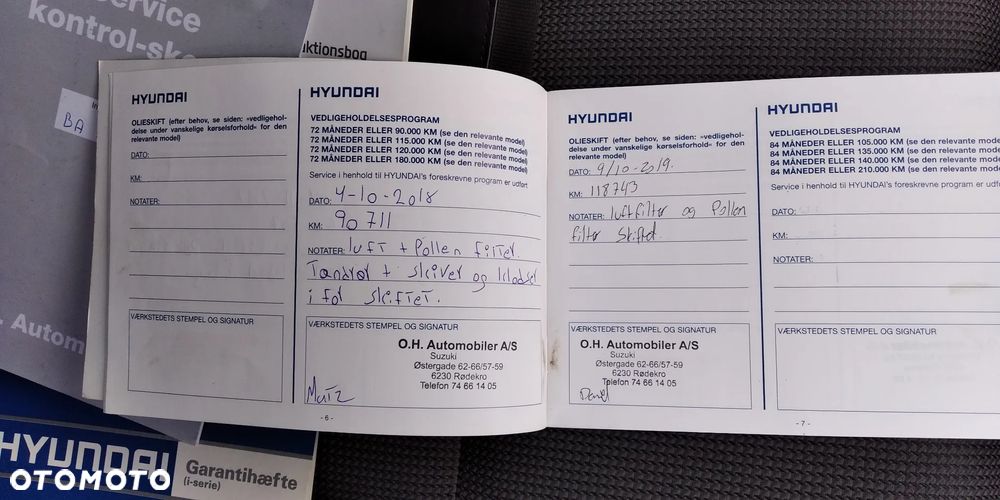 service
kontrol-sk
uktionsbog
BA
. Autom
HYUNDAI
OLIESKIFT (efter behov, se siden: »vedligehol-
delse under vanskelige kørselsforhold« for den
relevante model)
DATO:
KM:
NOTATER:
VÆRKSTEDETS STEMPEL OG SIGNATUR
HYUNDAI
VEDLIGEHOLDELSESPROGRAM
72 MÅNEDER ELLER 90.000 KM (se den relevante model)
72 MÅNEDER ELLER 115.000 KM (se den relevante model)
72 MÅNEDER ELLER 120.000 KM (se den relevante model)
72 MÅNEDER ELLER 180.000 KM (se den relevante model)
Service i henhold til HYUNDAI's foreskrevne program er udført
DATO: 4-10-2018
KM: 90 711
NOTATER: luft + Pollen filter.
Tændrør + skiver og klodser
i for skiftet.
VÆRKSTEDETS STEMPEL OG SIGNATUR
O.H. Automobiler A/S
Suzuki
Østergade 62-66/57-59
6230 Rødekro
Telefon 74 66 14 05
- 6 -
HYUNDAI
OLIESKIFT (efter behov, se siden: »vedligehol-
delse under vanskelige kørselsforhold« for den
relevante model)
DATO: 9/10-2019.
KM: 118743
NOTATER: luftfilter og Pollen
filter skiftet.
VÆRKSTEDETS STEMPEL OG SIGNATUR
O.H. Automobiler A/S
Suzuki
Østergade 62-66/57-59
6230 Rødekro
Telefon 74 66 14 05
HYUNDAI
VEDLIGEHOLDELSESPROGRAM
84 MÅNEDER ELLER 105.000 KM (se den relevante
84 MÅNEDER ELLER 135.000 KM (se den relevante
84 MÅNEDER ELLER 140.000 KM (se den relevante
84 MÅNEDER ELLER 210.000 KM (se den relevante
Service i henhold til HYUNDAI's foreskrevne program er
DATO:
KM:
NOTATER:
VÆRKSTEDETS STEMPEL OG SIGNATUR
- 7 -
HYUNDAI
Garantihæfte
(i-serie)
OTOMOTO